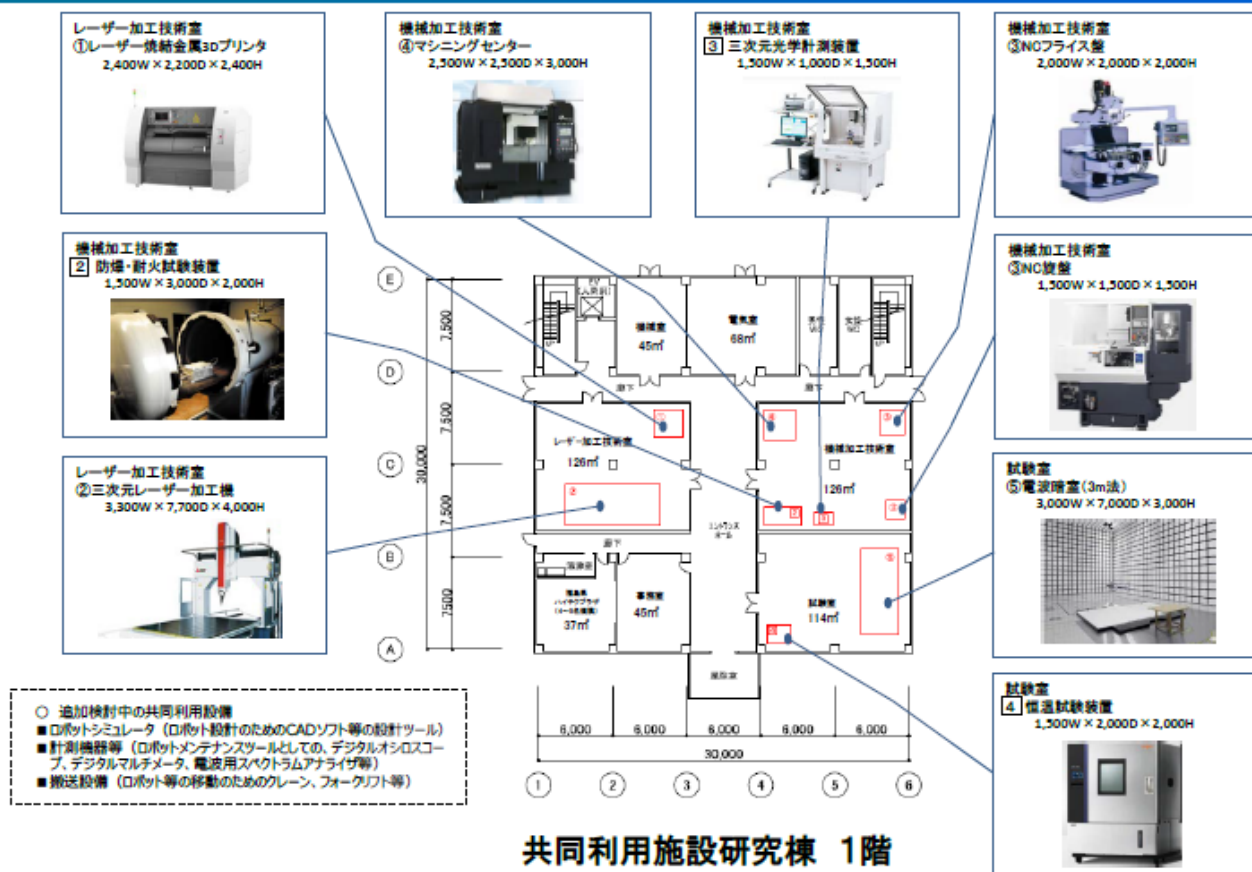 レーザー加工技術室
①レーザー焼結金属3Dプリンタ
2,400W×2,200D×2,400H
機械加工技術室
④マシニングセンター
2,500W×2,500D×3,000H
機械加工技術室
3 三次元光学計測装置
1,500W×1,000D×1,500H
機械加工技術室
③NCフライス盤
2,000W×2,000D×2,000H
機械加工技術室
2 防爆・耐火試験装置
1,500W×3,000D×2,000H
機械加工技術室
③NC旋盤
1,500W×1,500D×1,500H
レーザー加工技術室
②三次元レーザー加工機
3,300W×7,700D×4,000H
試験室
⑤電波暗室(3m法)
3,000W×7,000D×3,000H
試験室
4 恒温試験装置
1,500W×2,000D×2,000H
E
D
C
B
A
7,500
7,500
7,500
7,500
30,000
EV
機械室
45㎡
電気室
68㎡
廊下
廊下
レーザー加工技術室
126㎡
①
②
④
機械加工技術室
126㎡
エントランス
ホール
廊下
37㎡
事務室
45㎡
試験室
114㎡
⑤
風除室
6,000
6,000
6,000
6,000
6,000
30,000
1
2
3
4
5
6
○ 追加検討中の共同利用設備
■ロボットシミュレータ（ロボット設計のためのCADソフト等の設計ツール）
■計測機器等（ロボットメンテナンスツールとしての、デジタルオシロスコー
プ、デジタルマルチメータ、電波用スペクトラムアナライザ等）
■搬送設備（ロボット等の移動のためのクレーン、フォークリフト等）
共同利用施設研究棟 1階